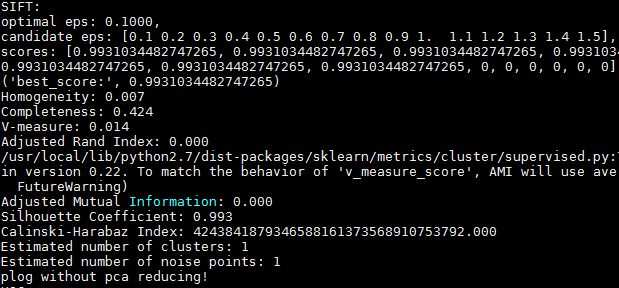 SIFT:
optimal eps: 0.1000,
candidate eps: [0.1 0.2 0.3 0.4 0.5 0.6 0.7 0.8 0.9 1.  1.1 1.2 1.3 1.4 1.5],
scores: [0.9931034482747265, 0.9931034482747265, 0.9931034482747265, 0.993103
0.9931034482747265, 0.9931034482747265, 0.9931034482747265, 0, 0, 0, 0, 0, 0]
('best_score:', 0.9931034482747265)
Homogeneity: 0.007
Completeness: 0.424
V-measure: 0.014
Adjusted Rand Index: 0.000
/usr/local/lib/python2.7/dist-packages/sklearn/metrics/cluster/supervised.py:
in version 0.22. To match the behavior of 'v_measure_score', AMI will use ave
  FutureWarning)
Adjusted Mutual Information: 0.000
Silhouette Coefficient: 0.993
Calinski-Harabaz Index: 4243841879346588161373568910753792.000
Estimated number of clusters: 1
Estimated number of noise points: 1
plog without pca reducing!